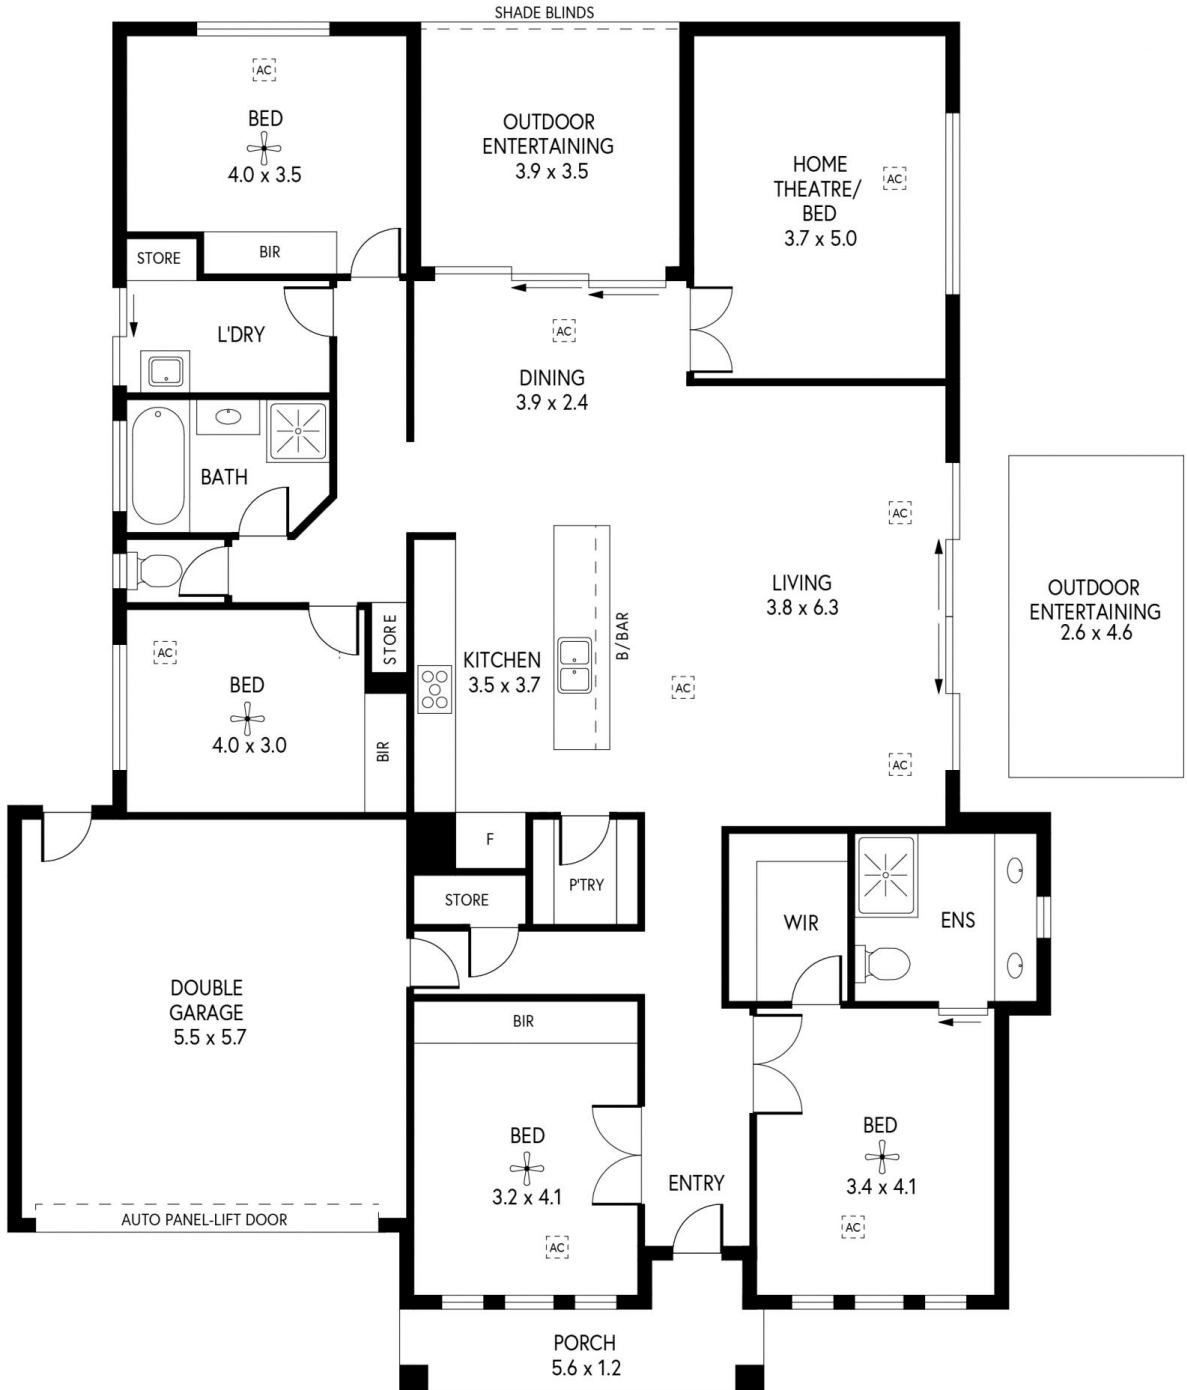 SHADE BLINDS
AC
BED
4.0 x 3.5
OUTDOOR
ENTERTAINING
3.9 x 3.5
HOME
THEATRE/
BED
3.7 x 5.0
AC
STORE
BIR
L'DRY
AC
DINING
3.9 x 2.4
BATH
AC
LIVING
3.8 x 6.3
OUTDOOR
ENTERTAINING
2.6 x 4.6
AC
BED
4.0 x 3.0
STORE
BIR
KITCHEN
3.5 x 3.7
B/BAR
AC
AC
F
P'TRY
STORE
WIR
ENS
DOUBLE
GARAGE
5.5 x 5.7
BIR
BED
3.2 x 4.1
AC
ENTRY
BED
3.4 x 4.1
AC
AUTO PANEL-LIFT DOOR
PORCH
5.6 x 1.2